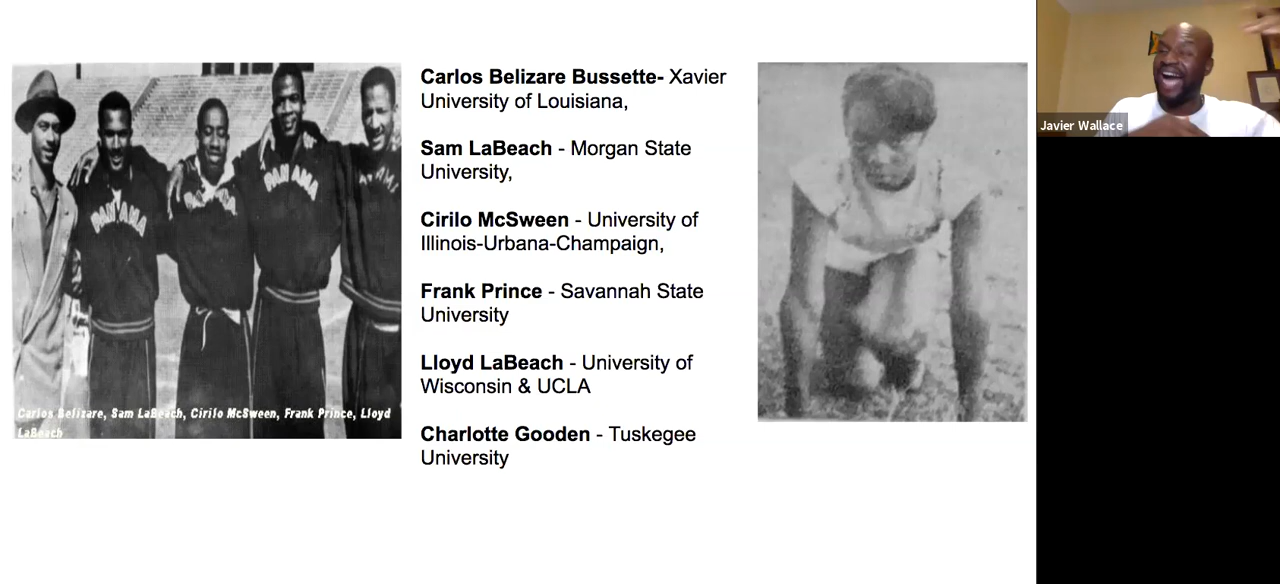 PANAMA
PANAMA
PANAMA
Carlos Belizare, Sam LaBeach, Cirilo McSween, Frank Prince, Lloyd
LaBeach
Carlos Belizare Bussette- Xavier
University of Louisiana,
Sam LaBeach - Morgan State
University,
Cirilo McSween - University of
Illinois-Urbana-Champaign,
Frank Prince - Savannah State
University
Lloyd LaBeach - University of
Wisconsin & UCLA
Charlotte Gooden - Tuskegee
University
Javier Wallace